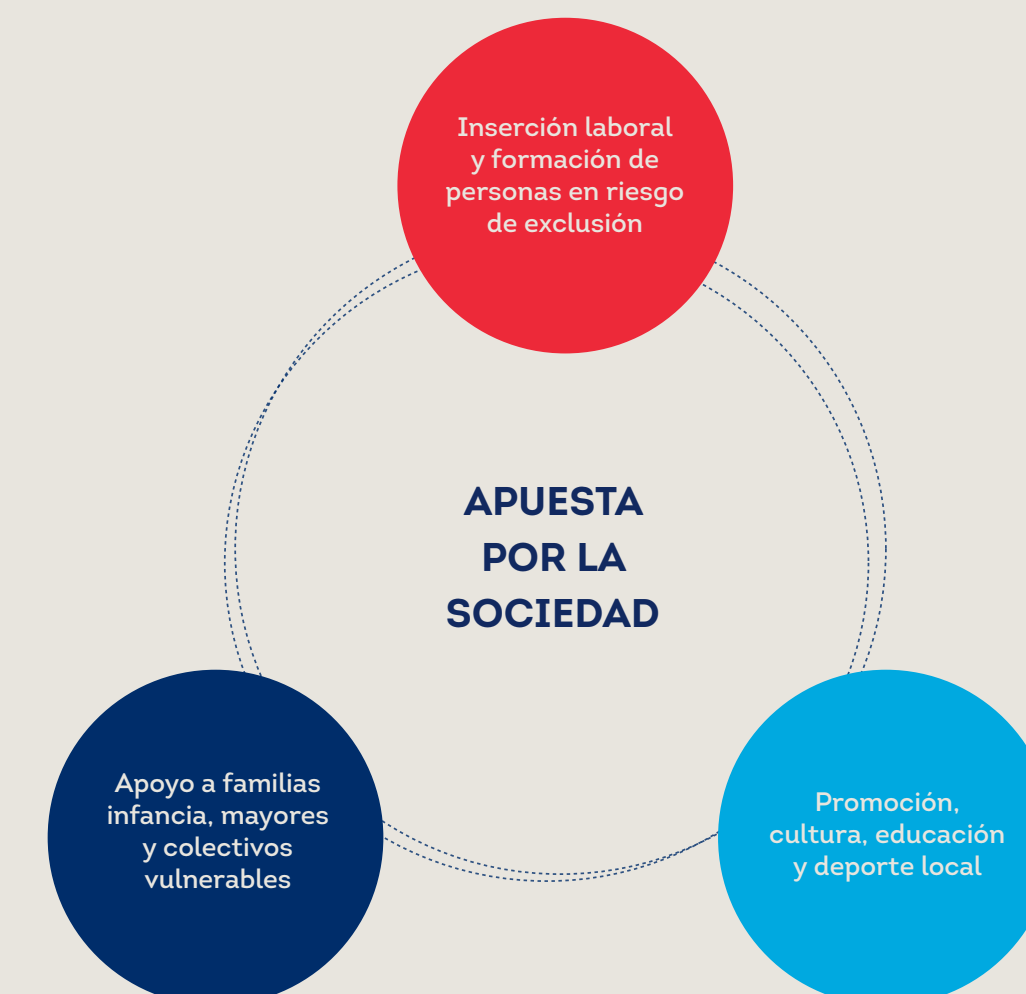 Inserción laboral
y formación de
personas en riesgo
de exclusión
APUESTA
POR LA
SOCIEDAD
Apoyo a familias
infancia, mayores
y colectivos
vulnerables
Promoción,
cultura, educación
y deporte local